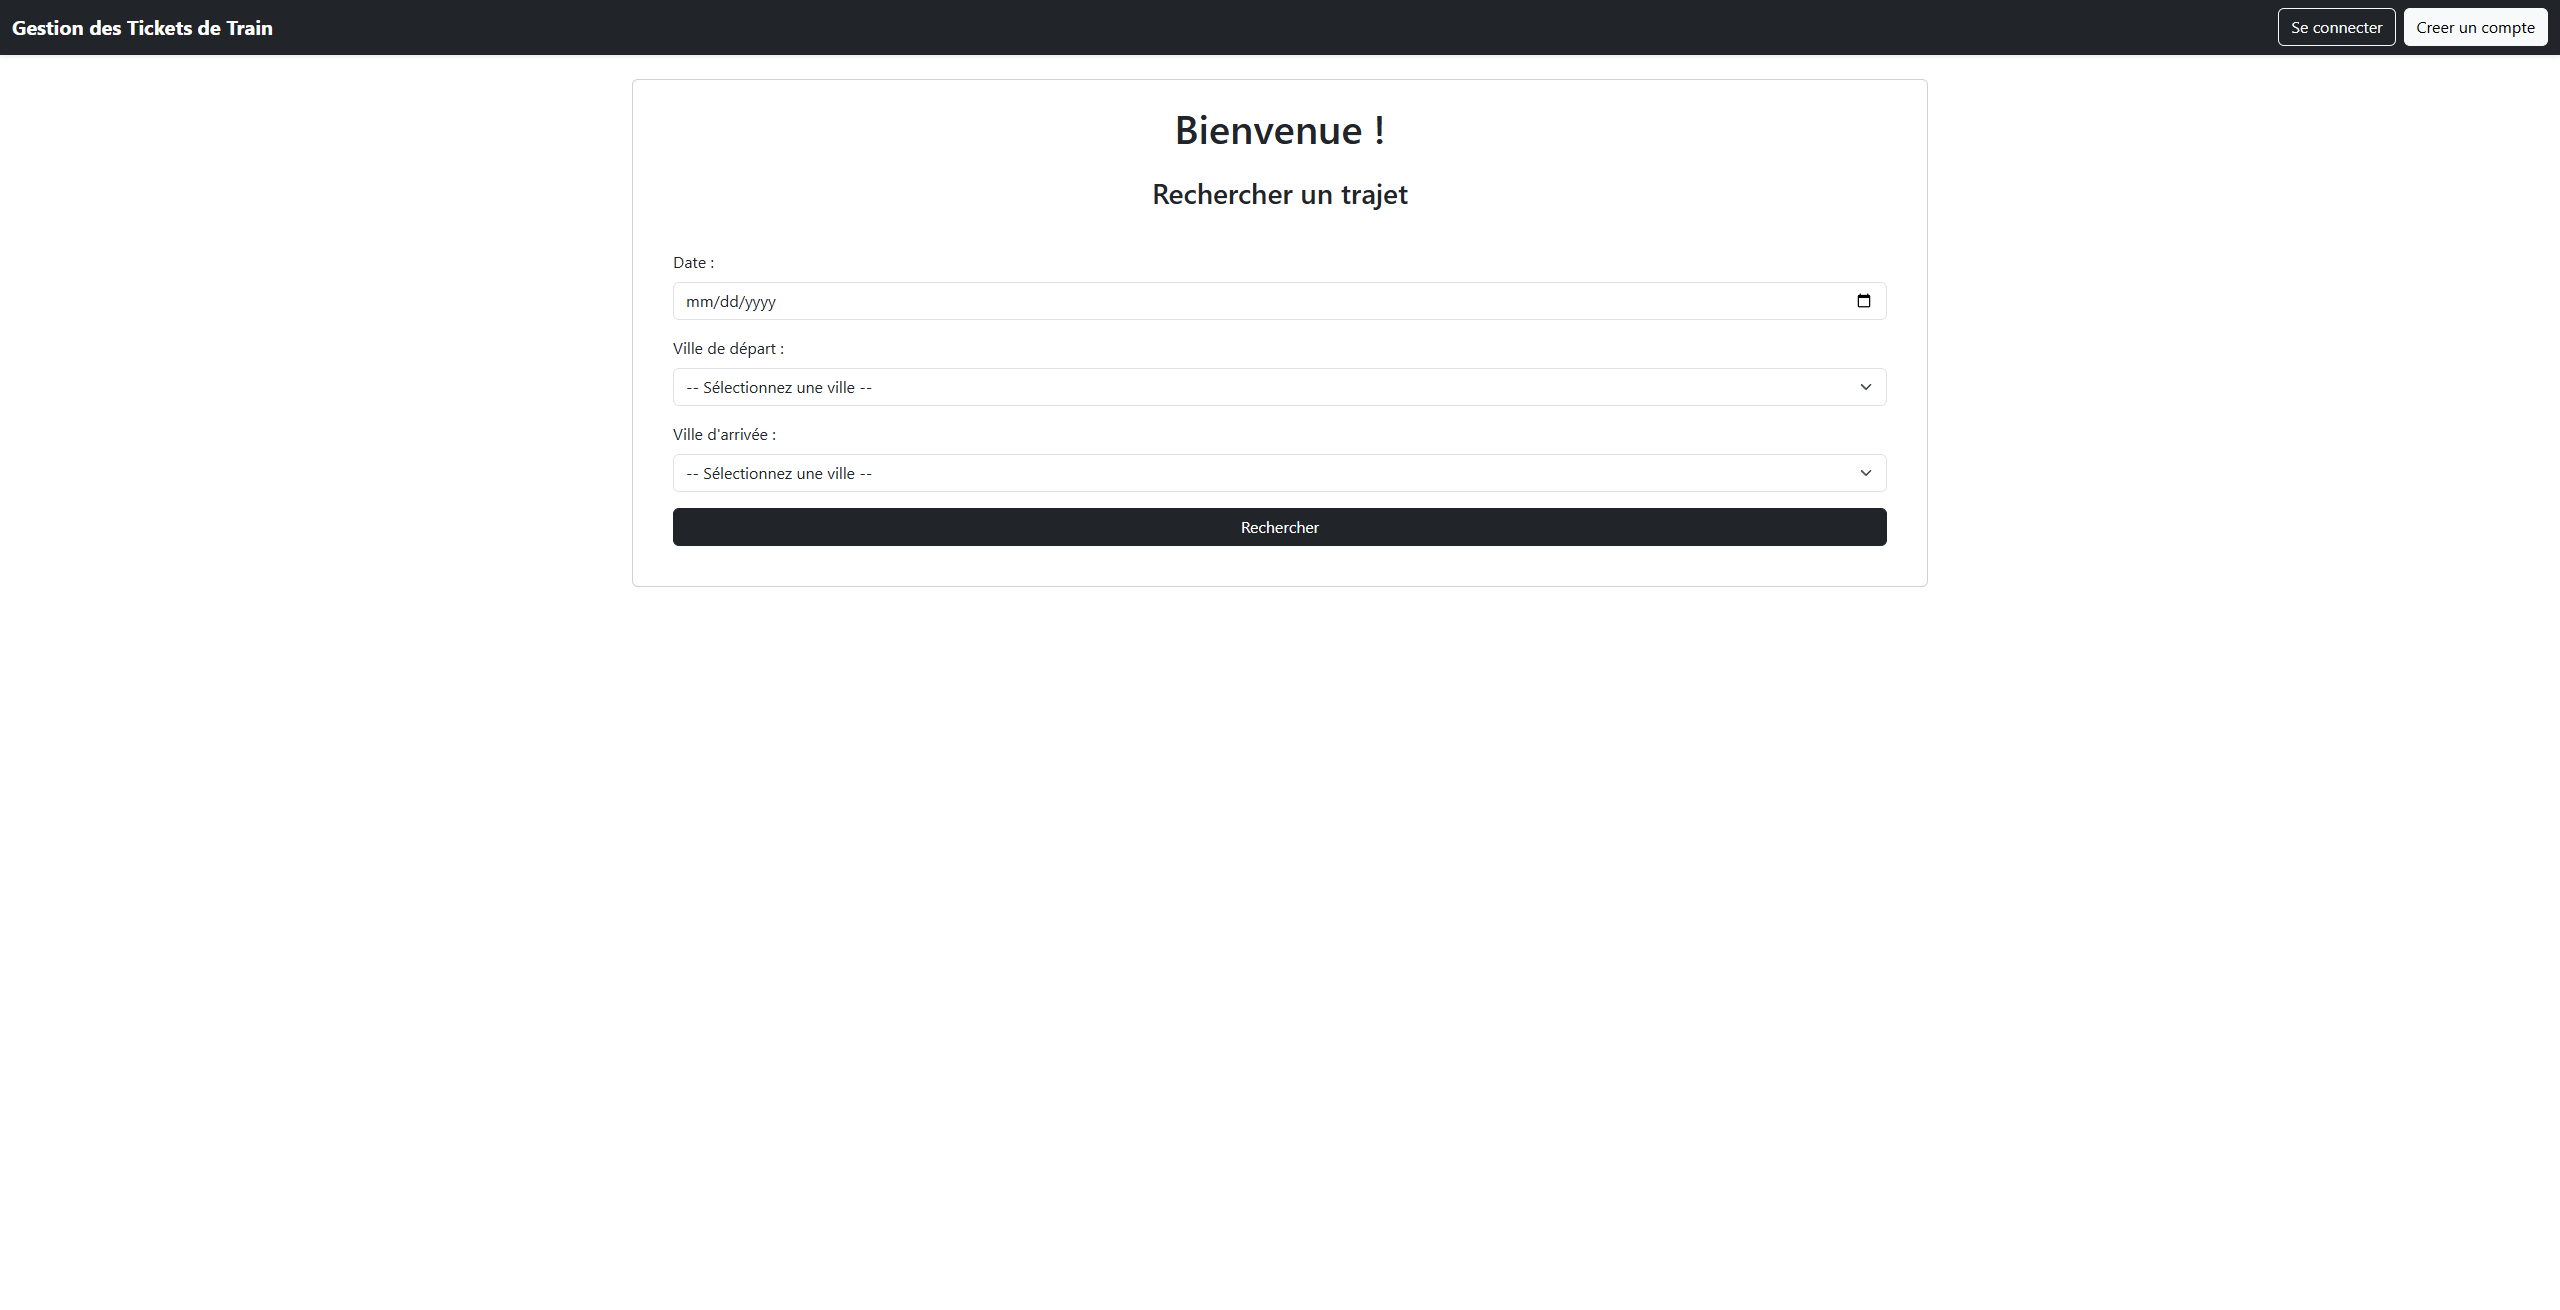 Gestion des Tickets de Train
Se connecter
Creer un compte
Bienvenue !
Rechercher un trajet
Date :
mm/dd/yyyy
Ville de départ :
-- Sélectionnez une ville --
Ville d'arrivée :
-- Sélectionnez une ville --
Rechercher